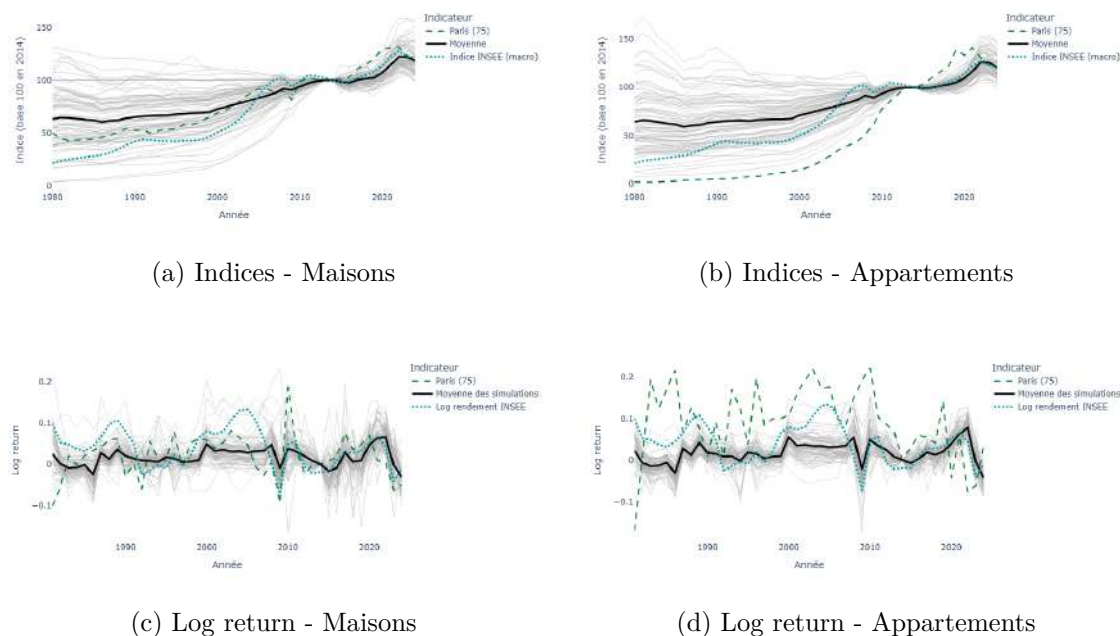 Indicateur
Paris (75)
Moyenne
Indice INSEE (macro)
150
100
50
0
Indice (base 100 en 2014)
1980
1990
2000
2010
2020
Année
(a) Indices - Maisons
Indicateur
Paris (75)
Moyenne
Indice INSEE (macro)
150
100
50
0
Indice (base 100 en 2014)
1980
1990
2000
2010
2020
Année
(b) Indices - Appartements
Indicateur
Paris (75)
Moyenne des simulations
Log rendement INSEE
0.2
0.1
0
−0.1
Log return
1990
2000
2010
2020
Année
(c) Log return - Maisons
Indicateur
Paris (75)
Moyenne des simulations
Log rendement INSEE
0.2
0.1
0
−0.1
Log return
1990
2000
2010
2020
Année
(d) Log return - Appartements